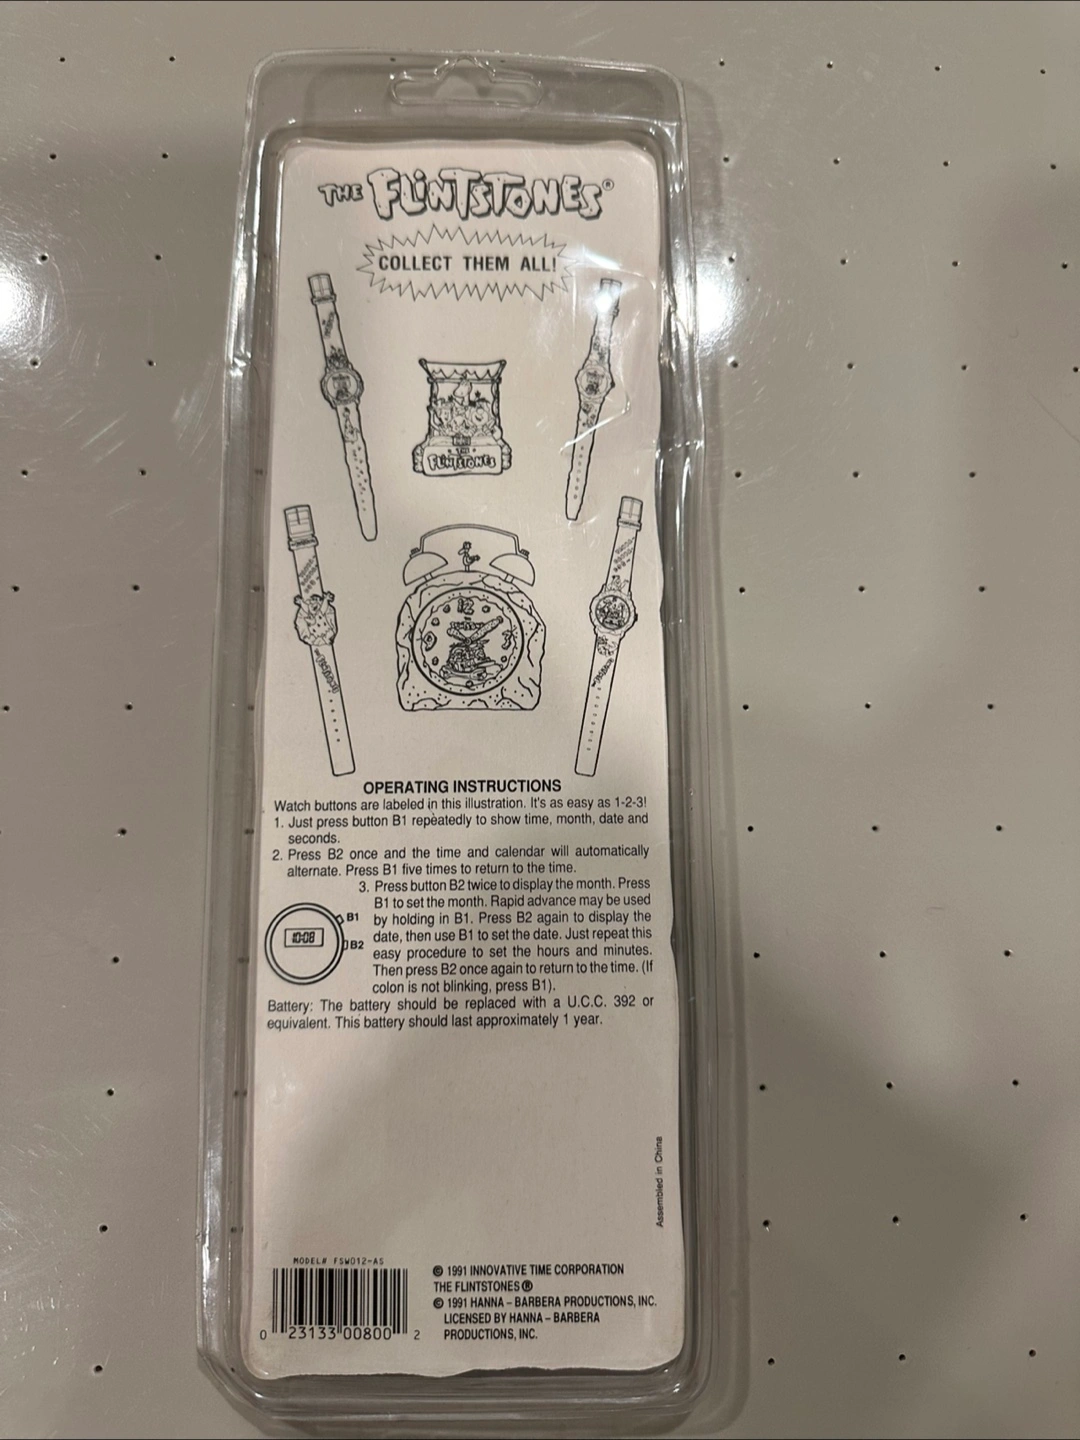 THE FLINTSTONES®
COLLECT THEM ALL!
THE
FLINTSTONES
12
3
OPERATING INSTRUCTIONS
Watch buttons are labeled in this illustration. It's as easy as 1-2-3!
1. Just press button B1 repeatedly to show time, month, date and
seconds.
2. Press B2 once and the time and calendar will automatically
alternate. Press B1 five times to return to the time.
3. Press button B2 twice to display the month. Press
B1 to set the month. Rapid advance may be used
by holding in B1. Press B2 again to display the
date, then use B1 to set the date. Just repeat this
easy procedure to set the hours and minutes.
Then press B2 once again to return to the time. (If
colon is not blinking, press B1).
B1
10:08
B2
Battery: The battery should be replaced with a U.C.C. 392 or
equivalent. This battery should last approximately 1 year.
Assembled in China
MODEL# FSW012-AS
0 23133 00800 2
© 1991 INNOVATIVE TIME CORPORATION
THE FLINTSTONES®
© 1991 HANNA – BARBERA PRODUCTIONS, INC.
LICENSED BY HANNA – BARBERA
PRODUCTIONS, INC.